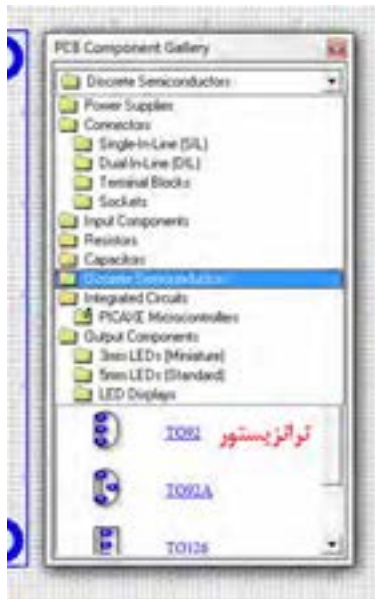 PCB Component Gallery
Discrete Semiconductors
Power Supplies
Connectors
Single-In-Line (SIL)
Dual In-Line (DIL)
Terminal Blocks
Sockets
Input Components
Resistors
Capacitors
Discrete Semiconductors
Integrated Circuits
PICAXE Microcontrollers
Output Components
3mm LEDs (Miniature)
5mm LEDs (Standard)
LED Displays
TO92 ترانزیستور
TO92A
TO126